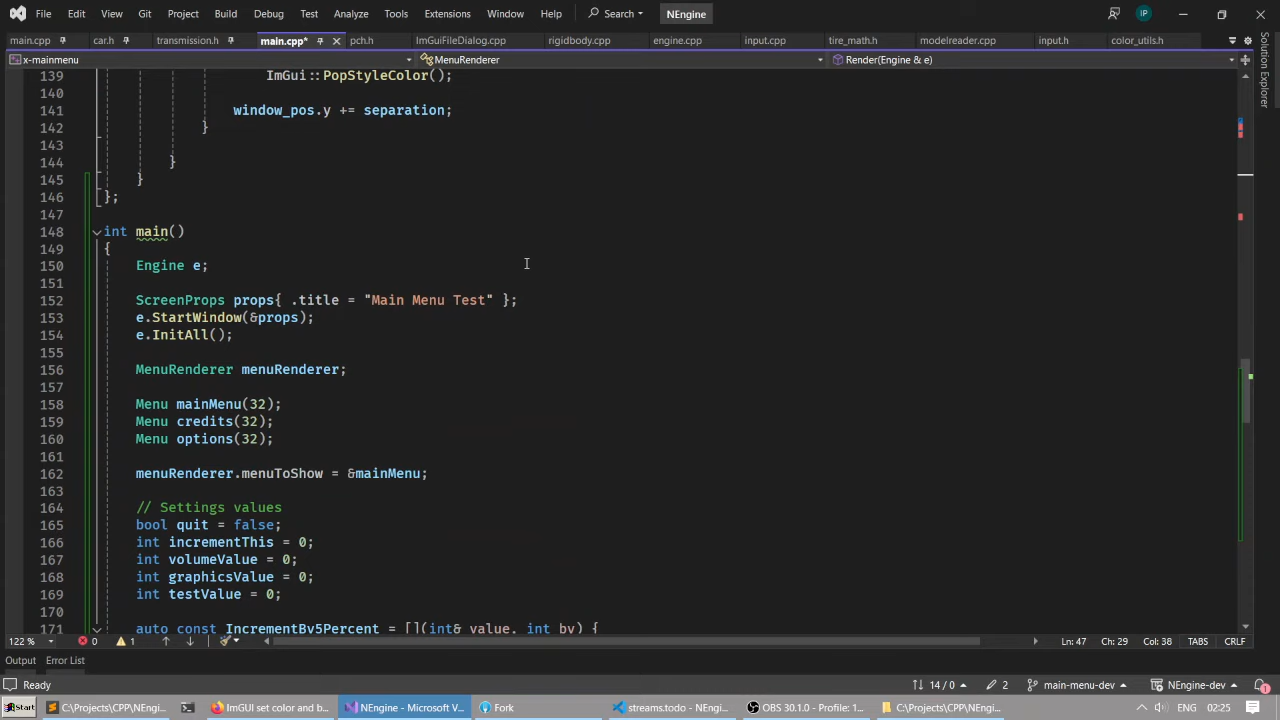 File Edit View Git Project Build Debug Test Analyze Tools Extensions Window Help Search NEngine IP
main.cpp car.h transmission.h main.cpp* pch.h ImGuiFileDialog.cpp rigidbody.cpp engine.cpp input.cpp tire_math.h modelreader.cpp input.h color_utils.h
x-mainmenu MenuRenderer Render(Engine & e)
139 ImGui::PopStyleColor();
140
141 window_pos.y += separation;
142 }
143
144 }
145 }
146 };
147
148 int main()
149 {
150 Engine e;
151
152 ScreenProps props{ .title = "Main Menu Test" };
153 e.StartWindow(&props);
154 e.InitAll();
155
156 MenuRenderer menuRenderer;
157
158 Menu mainMenu(32);
159 Menu credits(32);
160 Menu options(32);
161
162 menuRenderer.menuToShow = &mainMenu;
163
164 // Settings values
165 bool quit = false;
166 int incrementThis = 0;
167 int volumeValue = 0;
168 int graphicsValue = 0;
169 int testValue = 0;
170
171 auto const IncrementBy5Percent = [](int& value, int by) {
122 % 0 1 Ln: 47 Ch: 29 Col: 38 TABS CRLF
Output Error List
Ready 14 / 0 2 main-menu-dev NEngine-dev 1
Start C:\Projects\CPP\NEngi... ImGUI set color and b... NEngine - Microsoft V... Fork streams.todo - NEngi... OBS 30.1.0 - Profile: 1... C:\Projects\CPP\NEngi... 02:25
Solution Explorer